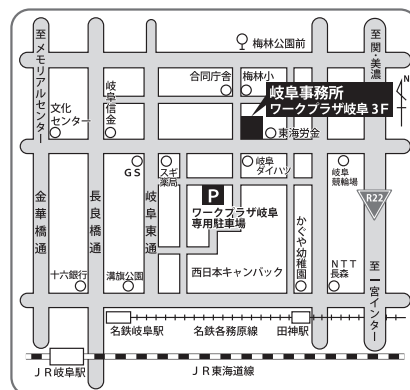 至メモリアルセンター
至関・美濃
梅林公園前
合同庁舎
梅林小
N
岐阜事務所
ワークプラザ岐阜3F
文化
センター
岐阜信金
東海労金
GS
スギ
薬局
岐阜
ダイハツ
岐阜
競輪場
P
ワークプラザ岐阜
専用駐車場
R22
金華橋通
長良橋通
岐阜東通
かぐや幼稚園
西日本キャンパック
十六銀行
溝旗公園
NTT
長森
至一宮インター
名鉄岐阜駅
名鉄各務原線
田神駅
JR岐阜駅
JR東海道線